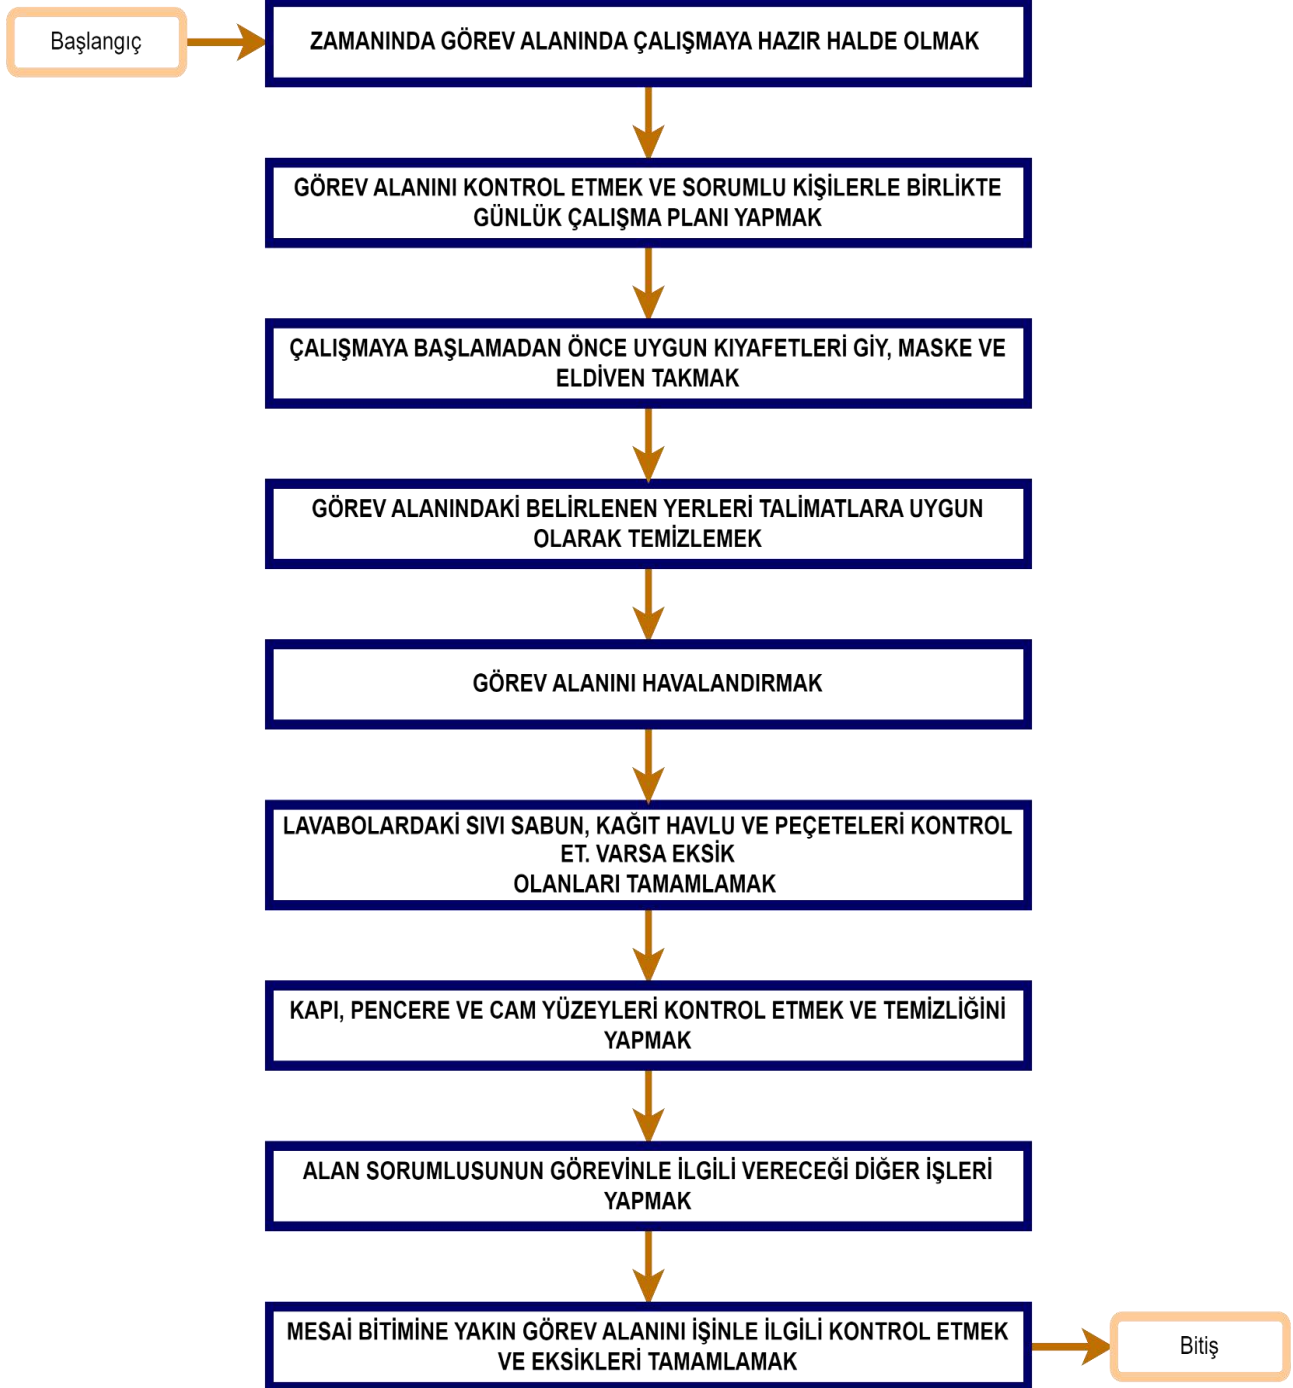 Başlangıç
ZAMANINDA GÖREV ALANINDA ÇALIŞMAYA HAZIR HALDE OLMAK
GÖREV ALANINI KONTROL ETMEK VE SORUMLU KİŞİLERLE BİRLİKTE
GÜNLÜK ÇALIŞMA PLANI YAPMAK
ÇALIŞMAYA BAŞLAMADAN ÖNCE UYGUN KIYAFETLERİ GİY, MASKE VE
ELDİVEN TAKMAK
GÖREV ALANINDAKİ BELİRLENEN YERLERİ TALİMATLARA UYGUN
OLARAK TEMİZLEMEK
GÖREV ALANINI HAVALANDIRMAK
LAVABOLARDAKİ SIVI SABUN, KAĞIT HAVLU VE PEÇETELERİ KONTROL
ET. VARSA EKSİK
OLANLARI TAMAMLAMAK
KAPI, PENCERE VE CAM YÜZEYLERİ KONTROL ETMEK VE TEMİZLİĞİNİ
YAPMAK
ALAN SORUMLUSUNUN GÖREVİNLE İLGİLİ VERECEĞİ DİĞER İŞLERİ
YAPMAK
MESAİ BİTİMİNE YAKIN GÖREV ALANINI İŞİNLE İLGİLİ KONTROL ETMEK
VE EKSİKLERİ TAMAMLAMAK
Bitiş